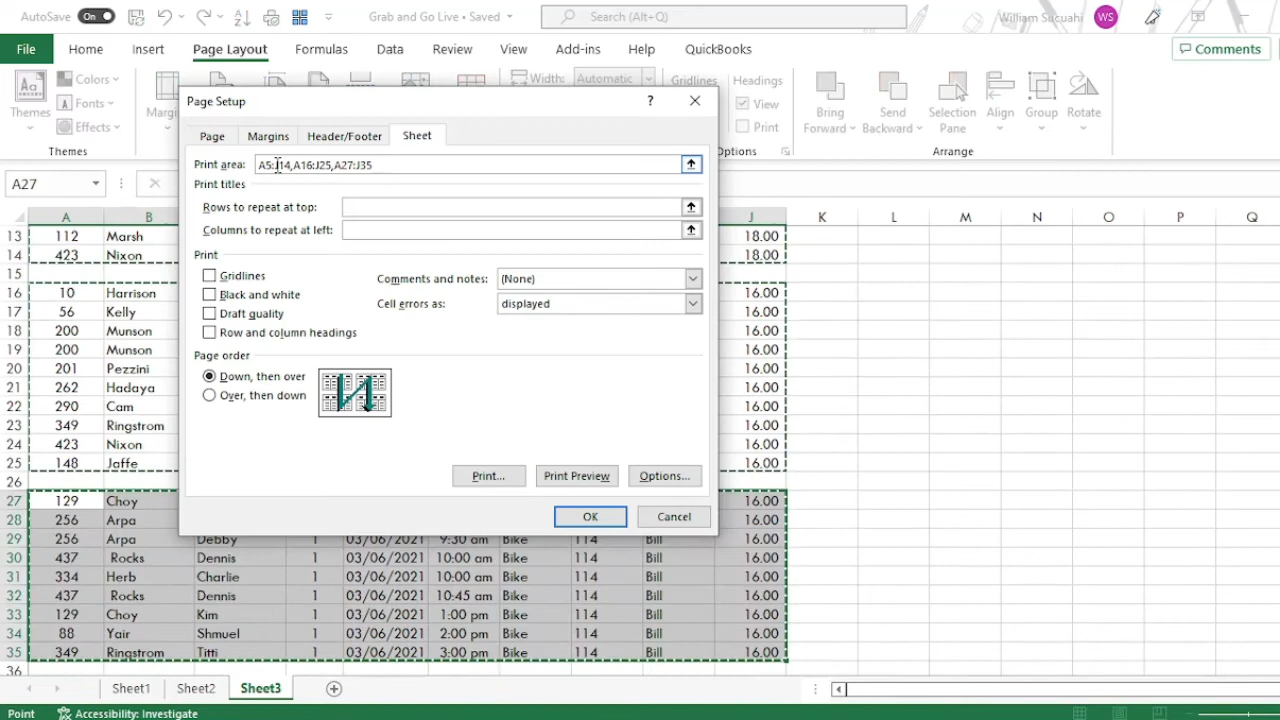 AutoSave On Grab and Go Live • Saved Search (Alt+Q) William Sucuahi WS
File Home Insert Page Layout Formulas Data Review View Add-ins Help QuickBooks Comments
Themes Colors Fonts Effects Width: Automatic Gridlines Headings View Print Bring Forward Send Backward Selection Pane Align Group Rotate
Themes Arrange
Page Setup ?
Page Margins Header/Footer Sheet
Print area: A5:J14,A16:J25,A27:J35
Print titles
Rows to repeat at top:
Columns to repeat at left:
Print
Gridlines
Black and white
Draft quality
Row and column headings
Comments and notes: (None)
Cell errors as: displayed
Page order
Down, then over
Over, then down
Print... Print Preview Options...
OK Cancel
A27
A B J K L M N O P Q
13 112 Marsh 18.00
14 423 Nixon 18.00
15
16 10 Harrison 16.00
17 56 Kelly 16.00
18 200 Munson 16.00
19 200 Munson 16.00
20 201 Pezzini 16.00
21 262 Hadaya 16.00
22 290 Cam 16.00
23 349 Ringstrom 16.00
24 423 Nixon 16.00
25 148 Jaffe 16.00
26
27 129 Choy 16.00
28 256 Arpa 16.00
29 256 Arpa Debby 1 03/06/2021 9:30 am Bike 114 Bill 16.00
30 437 Rocks Dennis 1 03/06/2021 10:00 am Bike 114 Bill 16.00
31 334 Herb Charlie 1 03/06/2021 10:00 am Bike 114 Bill 16.00
32 437 Rocks Dennis 1 03/06/2021 10:45 am Bike 114 Bill 16.00
33 129 Choy Kim 1 03/06/2021 1:00 pm Bike 114 Bill 16.00
34 88 Yair Shmuel 1 03/06/2021 2:00 pm Bike 114 Bill 16.00
35 349 Ringstrom Titti 1 03/06/2021 3:00 pm Bike 114 Bill 16.00
36
Sheet1 Sheet2 Sheet3
Point Accessibility: Investigate